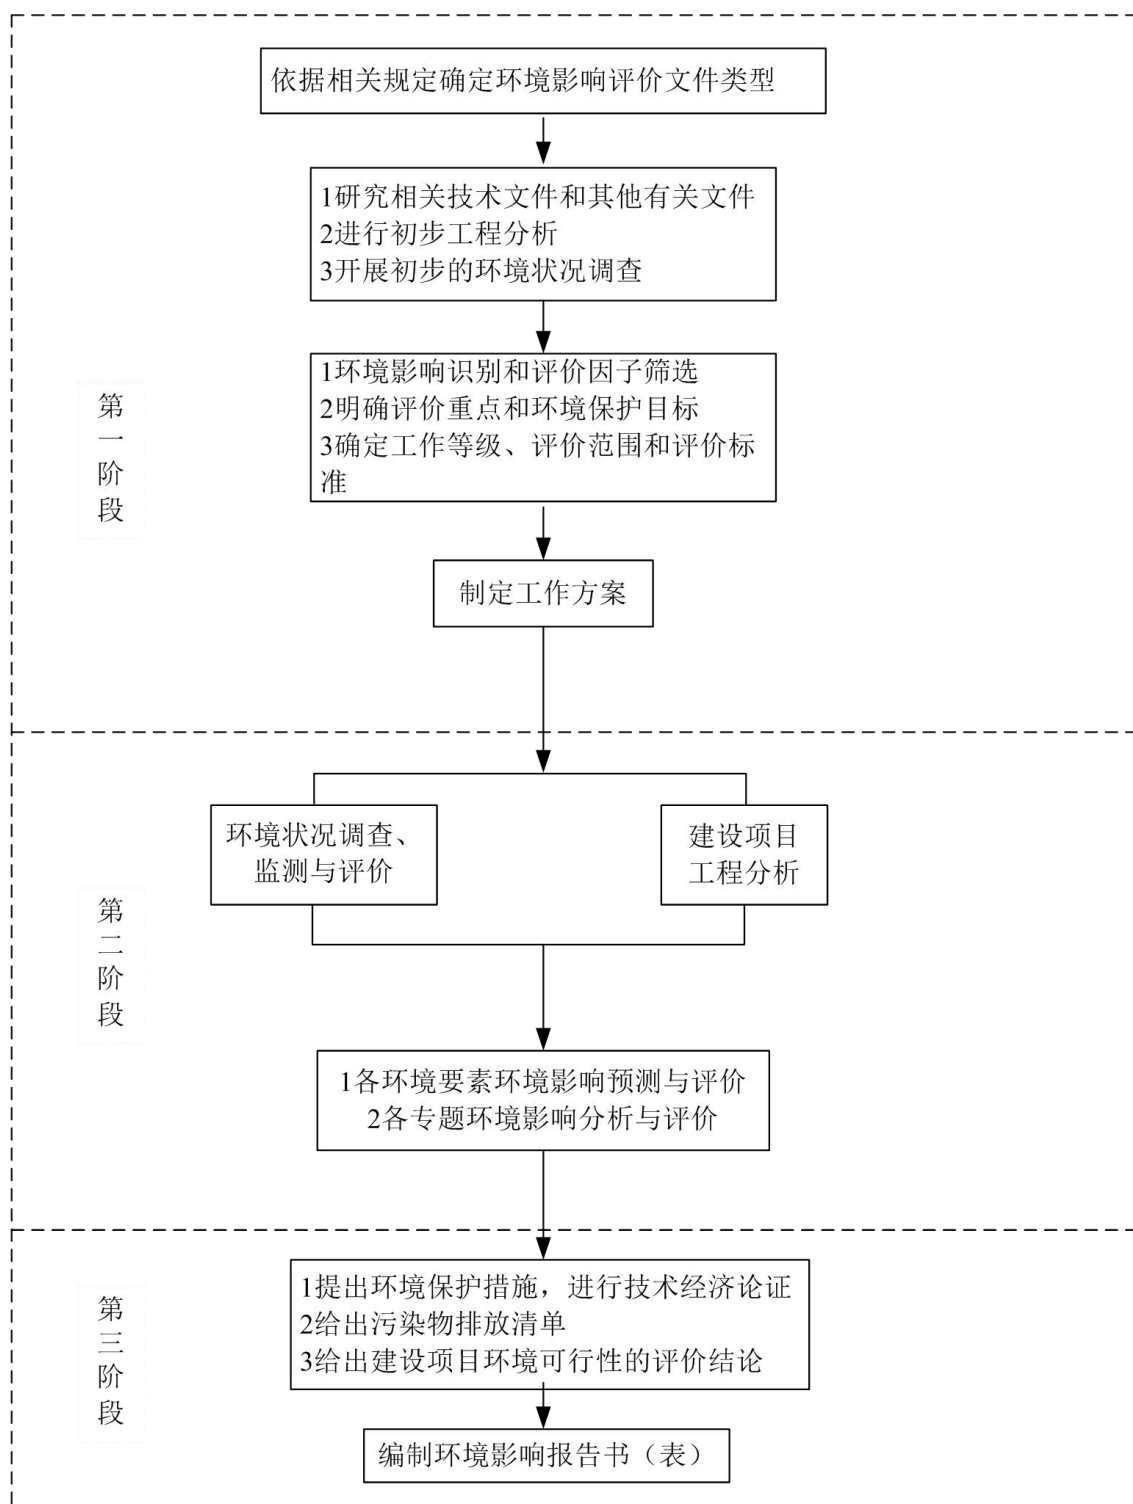 依据相关规定确定环境影响评价文件类型
1研究相关技术文件和其他有关文件
2进行初步工程分析
3开展初步的环境状况调查
1环境影响识别和评价因子筛选
2明确评价重点和环境保护目标
3确定工作等级、评价范围和评价标
准
第
一
阶
段
制定工作方案
环境状况调查、
监测与评价
建设项目
工程分析
第
二
阶
段
1各环境要素环境影响预测与评价
2各专题环境影响分析与评价
1提出环境保护措施，进行技术经济论证
2给出污染物排放清单
3给出建设项目环境可行性的评价结论
第
三
阶
段
编制环境影响报告书（表）